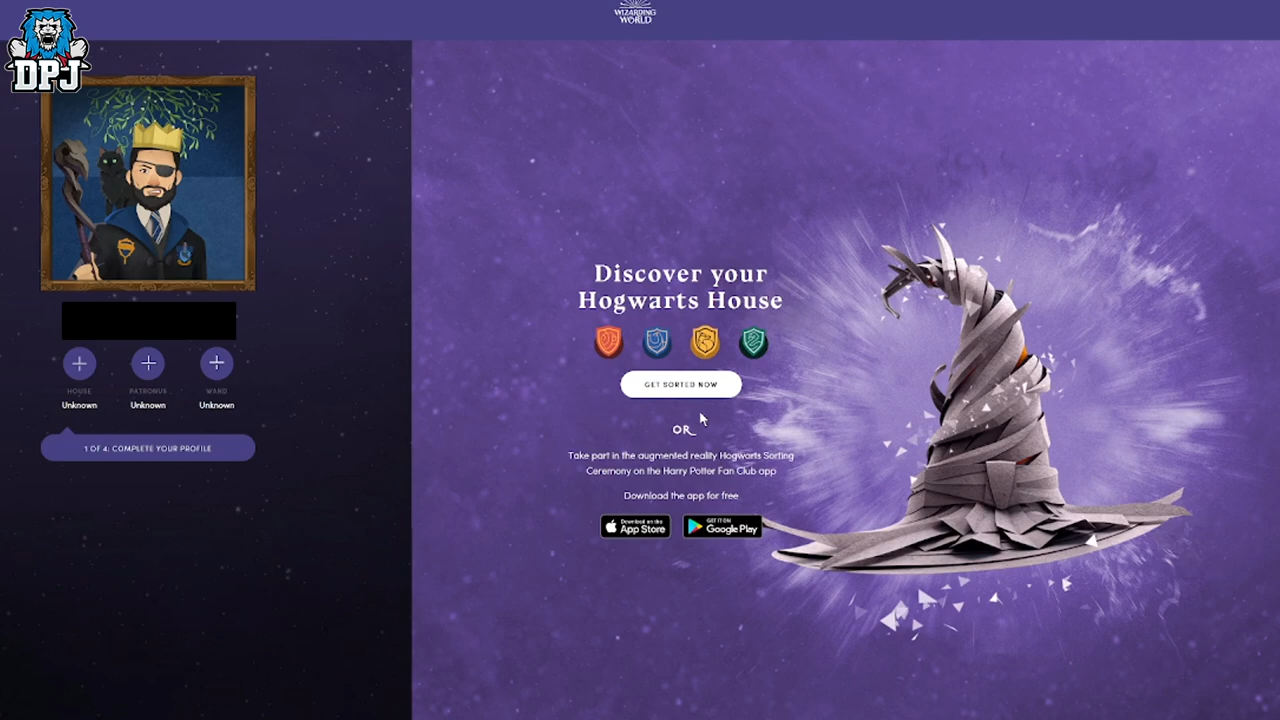 WIZARDING
WORLD
DPJ
HOUSE
PATRONUS
WAND
Unknown
Unknown
Unknown
1 OF 4: COMPLETE YOUR PROFILE
Discover your
Hogwarts House
GET SORTED NOW
OR
Take part in the augmented reality Hogwarts Sorting
Ceremony on the Harry Potter Fan Club app
Download the app for free
Download on the
App Store
GET IT ON
Google Play